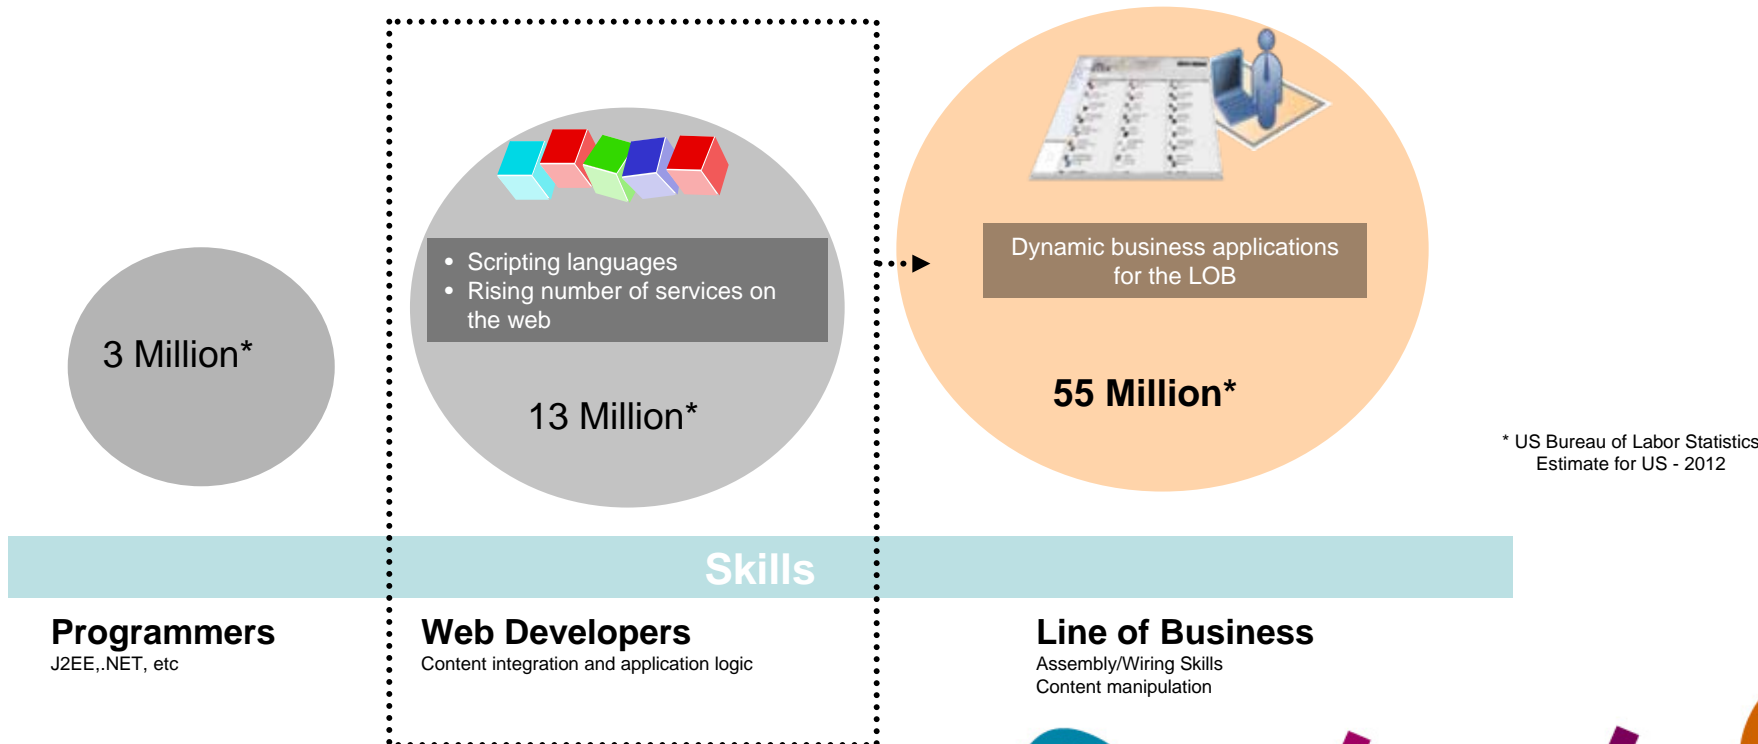 • Scripting languages
• Rising number of services on
the web
Dynamic business applications
for the LOB
3 Million*
13 Million*
55 Million*
* US Bureau of Labor Statistics
Estimate for US - 2012
Skills
Programmers
J2EE,.NET, etc
Web Developers
Content integration and application logic
Line of Business
Assembly/Wiring Skills
Content manipulation